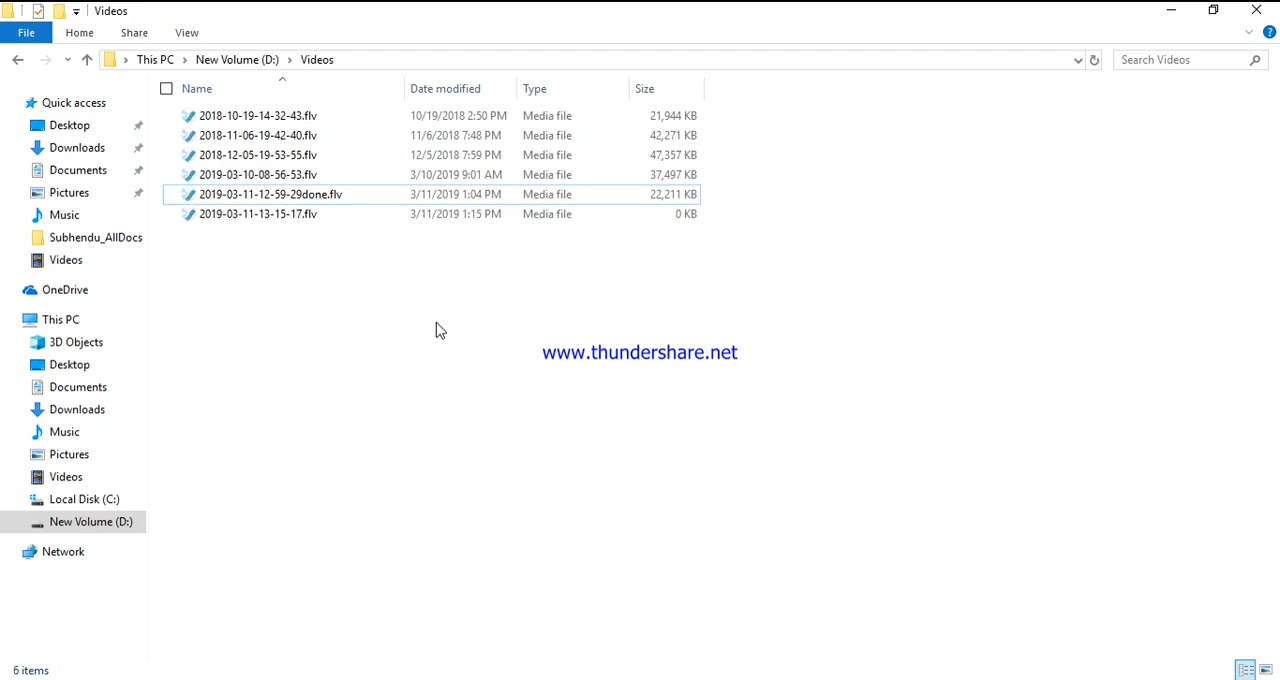 Videos
File Home Share View
This PC New Volume (D:) Videos
Search Videos
Name Date modified Type Size
2018-10-19-14-32-43.flv 10/19/2018 2:50 PM Media file 21,944 KB
2018-11-06-19-42-40.flv 11/6/2018 7:48 PM Media file 42,271 KB
2018-12-05-19-53-55.flv 12/5/2018 7:59 PM Media file 47,357 KB
2019-03-10-08-56-53.flv 3/10/2019 9:01 AM Media file 37,497 KB
2019-03-11-12-59-29done.flv 3/11/2019 1:04 PM Media file 22,211 KB
2019-03-11-13-15-17.flv 3/11/2019 1:15 PM Media file 0 KB
Quick access
Desktop
Downloads
Documents
Pictures
Music
Subhendu_AllDocs
Videos
OneDrive
This PC
3D Objects
Desktop
Documents
Downloads
Music
Pictures
Videos
Local Disk (C:)
New Volume (D:)
Network
www.thundershare.net
6 items